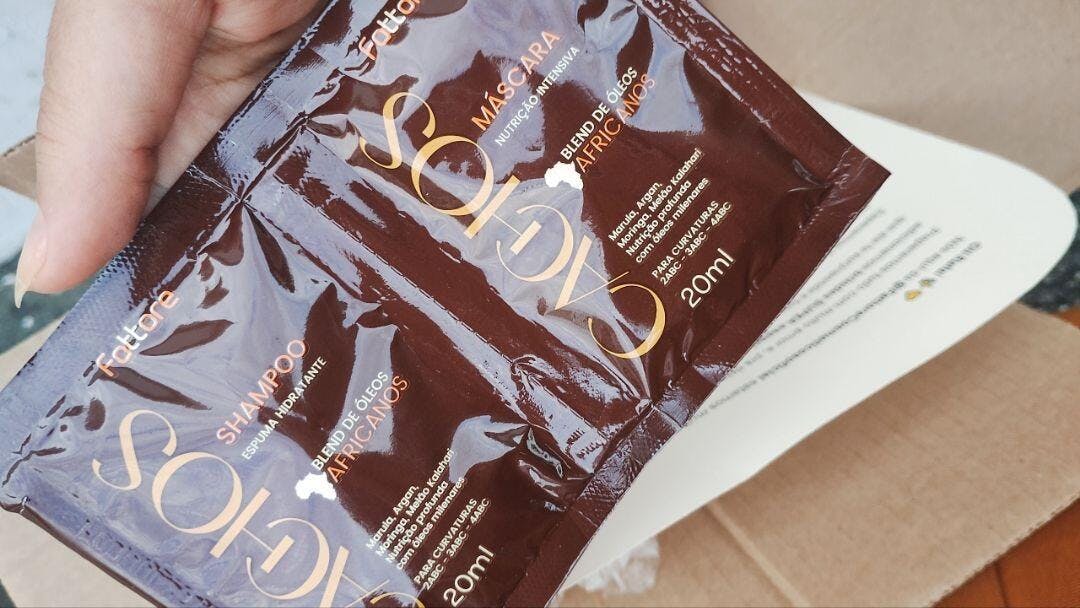 Fattore
CACHOS
MÁSCARA
NUTRIÇÃO INTENSIVA
BLEND DE ÓLEOS
AFRICANOS
Marula, Argan,
Moringa, Melão Kalahari
Nutrição profunda
com óleos milenares
PARA CURVATURAS
2ABC - 3ABC - 4ABC
20ml
Fattore
ACHOS
SHAMPOO
ESPUMA HIDRATANTE
BLEND DE ÓLEOS
AFRICANOS
Marula, Argan,
Moringa, Melão Kalahari
Nutrição profunda
com óleos milenares
PARA CURVATURAS
2ABC - 3ABC - 4ABC
20ml